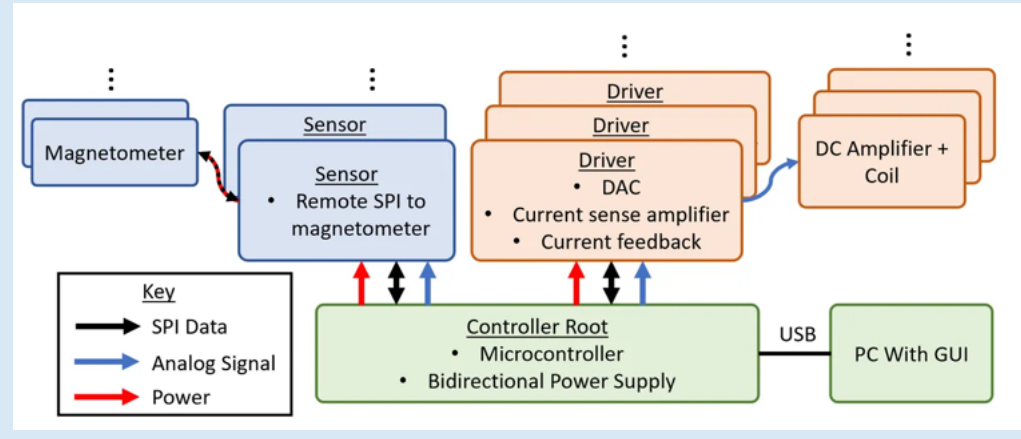 Driver
Sensor
Driver
Magnetometer
Sensor
• Remote SPI to
magnetometer
Driver
• DAC
• Current sense amplifier
• Current feedback
DC Amplifier +
Coil
Key
SPI Data
Analog Signal
Power
Controller Root
• Microcontroller
• Bidirectional Power Supply
USB
PC With GUI